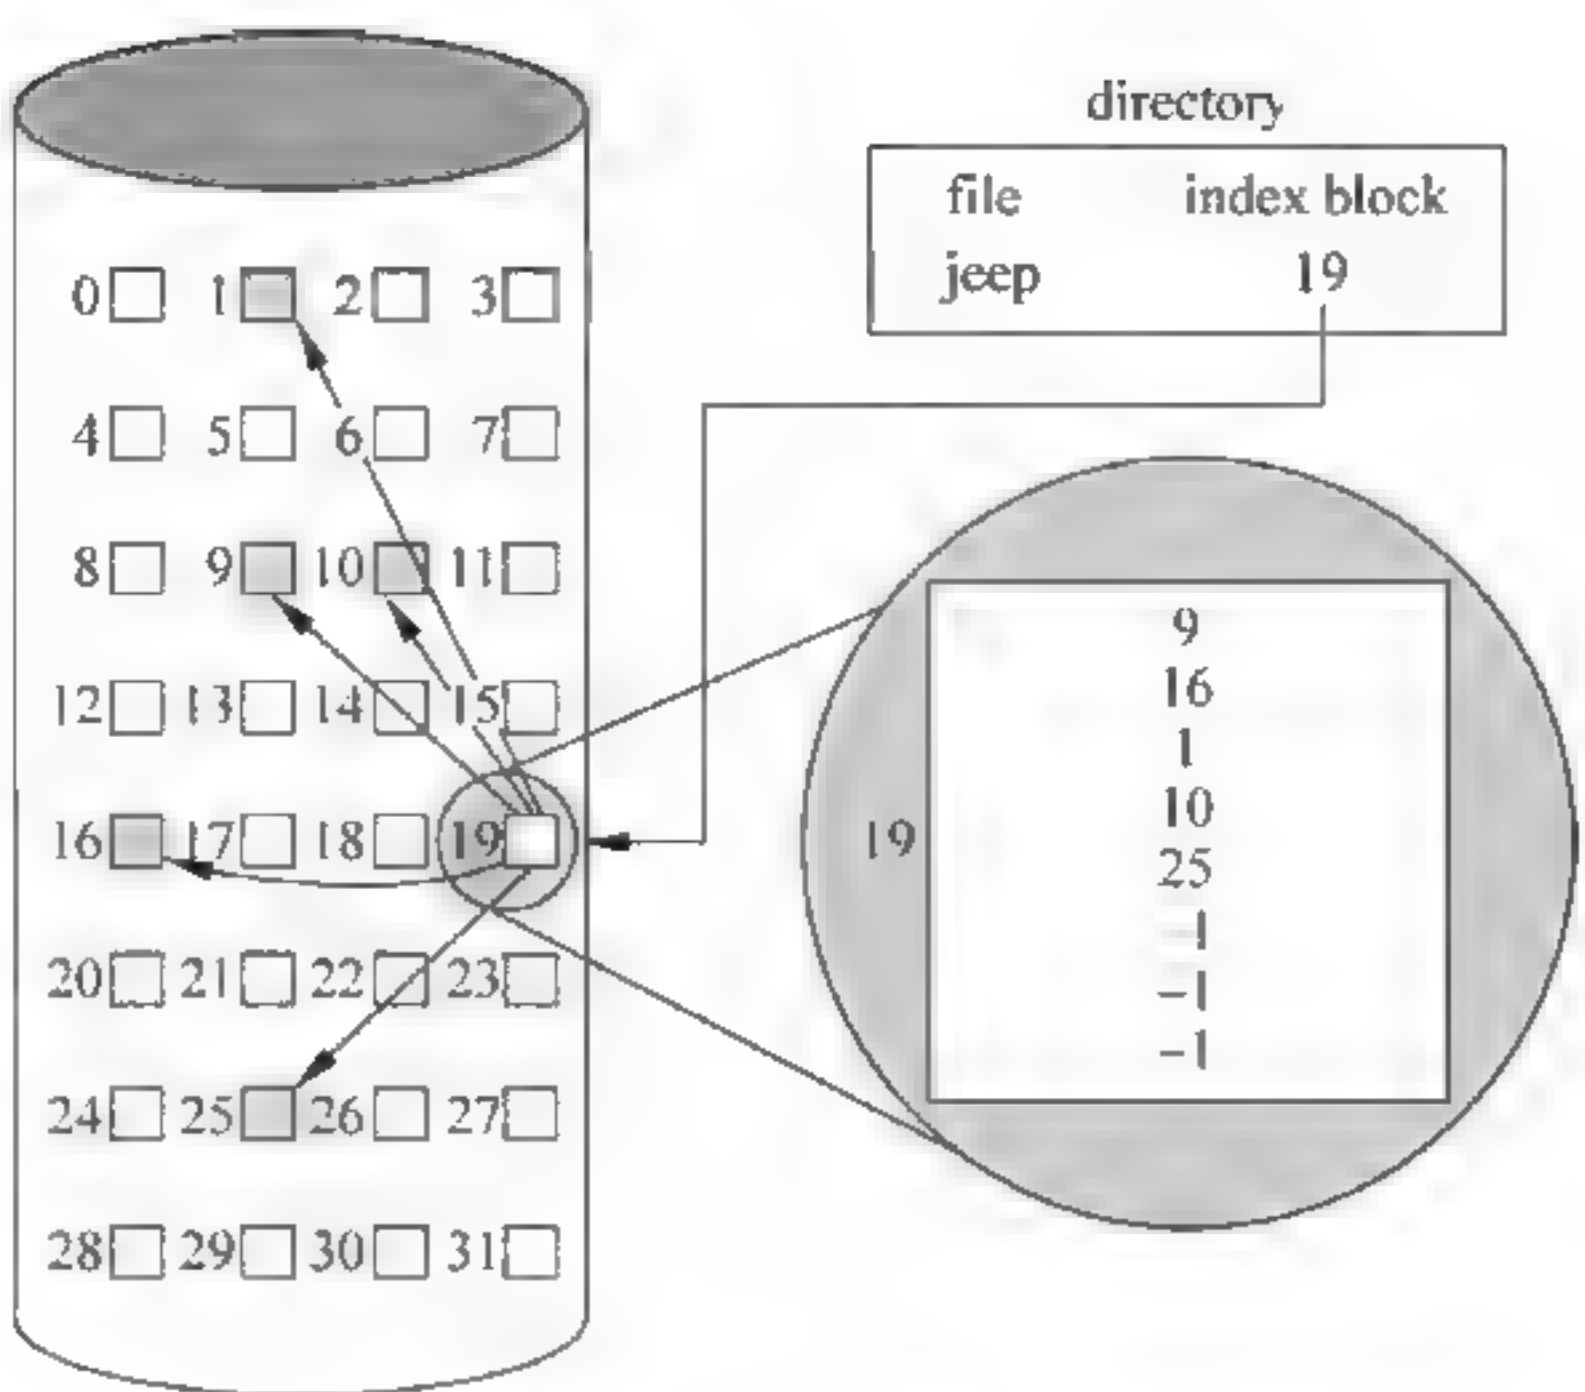 directory
file index block
jeep 19
0 1 2 3
4 5 6 7
8 9 10 11
12 13 14 15
16 17 18 19
20 21 22 23
24 25 26 27
28 29 30 31
19
9
16
1
10
25
-1
-1
-1